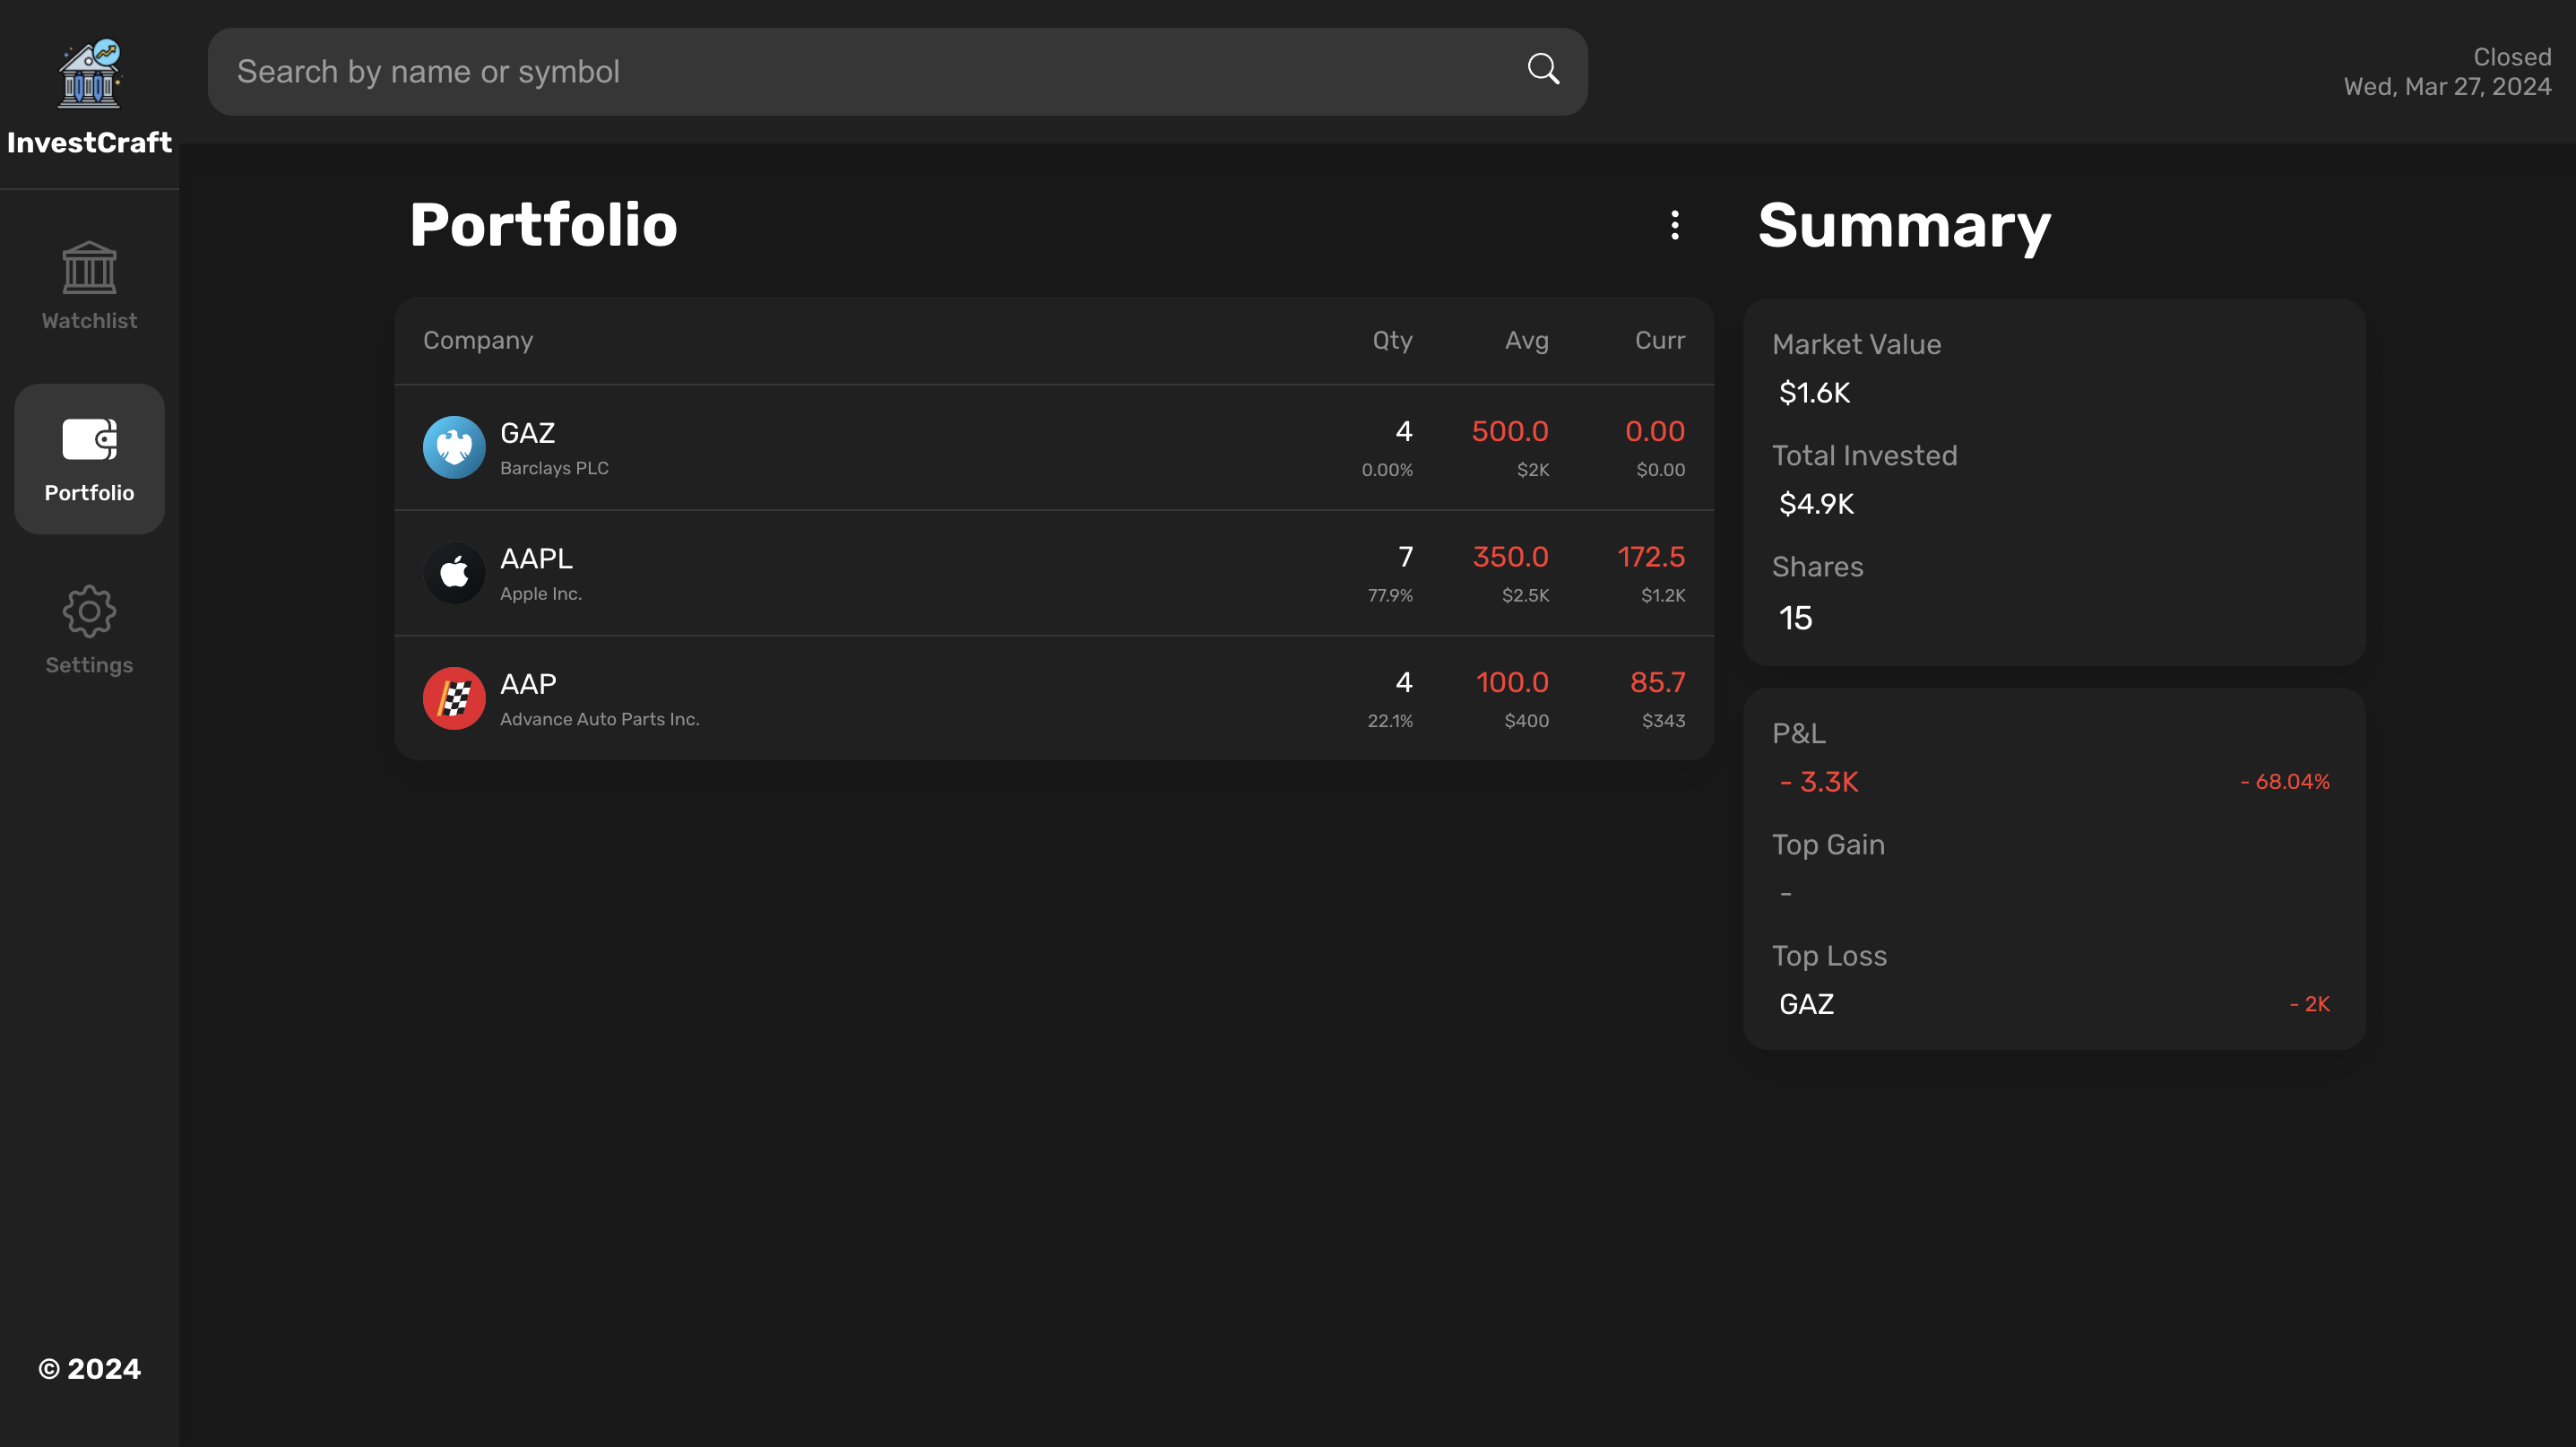 InvestCraft
Search by name or symbol
Closed
Wed, Mar 27, 2024
Watchlist
Portfolio
Settings
© 2024
Portfolio
Company Qty Avg Curr
GAZ 4 500.0 0.00
Barclays PLC 0.00% $2K $0.00
AAPL 7 350.0 172.5
Apple Inc. 77.9% $2.5K $1.2K
AAP 4 100.0 85.7
Advance Auto Parts Inc. 22.1% $400 $343
Summary
Market Value
$1.6K
Total Invested
$4.9K
Shares
15
P&L
- 3.3K - 68.04%
Top Gain
-
Top Loss
GAZ - 2K